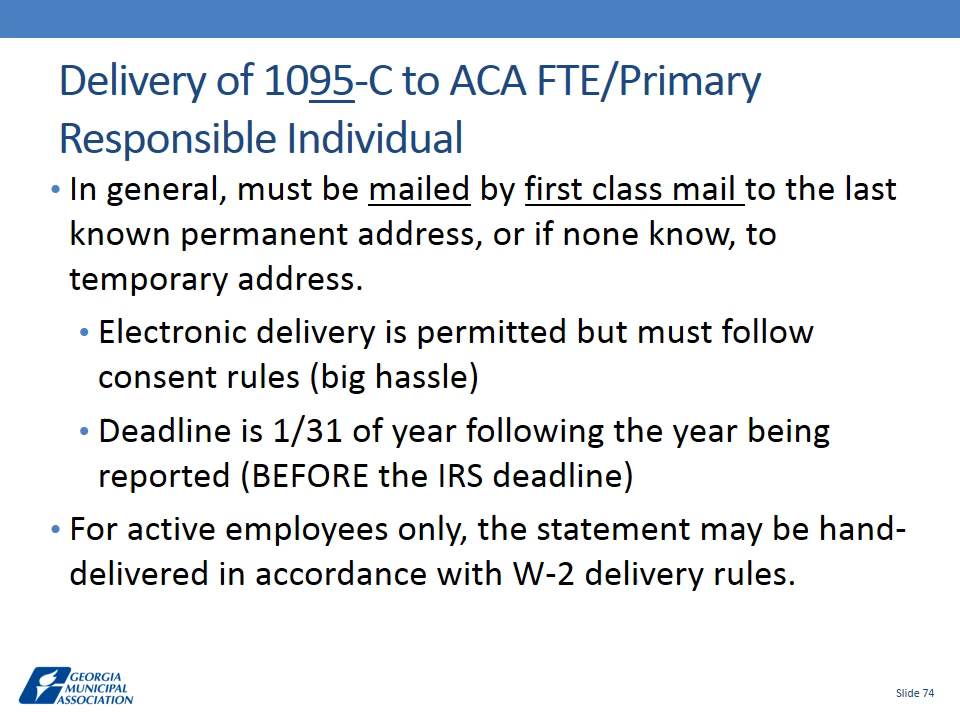 Delivery of 1095-C to ACA FTE/Primary
Responsible Individual
• In general, must be mailed by first class mail to the last
known permanent address, or if none know, to
temporary address.
• Electronic delivery is permitted but must follow
consent rules (big hassle)
• Deadline is 1/31 of year following the year being
reported (BEFORE the IRS deadline)
• For active employees only, the statement may be hand-
delivered in accordance with W-2 delivery rules.
GEORGIA
MUNICIPAL
ASSOCIATION
Slide 74